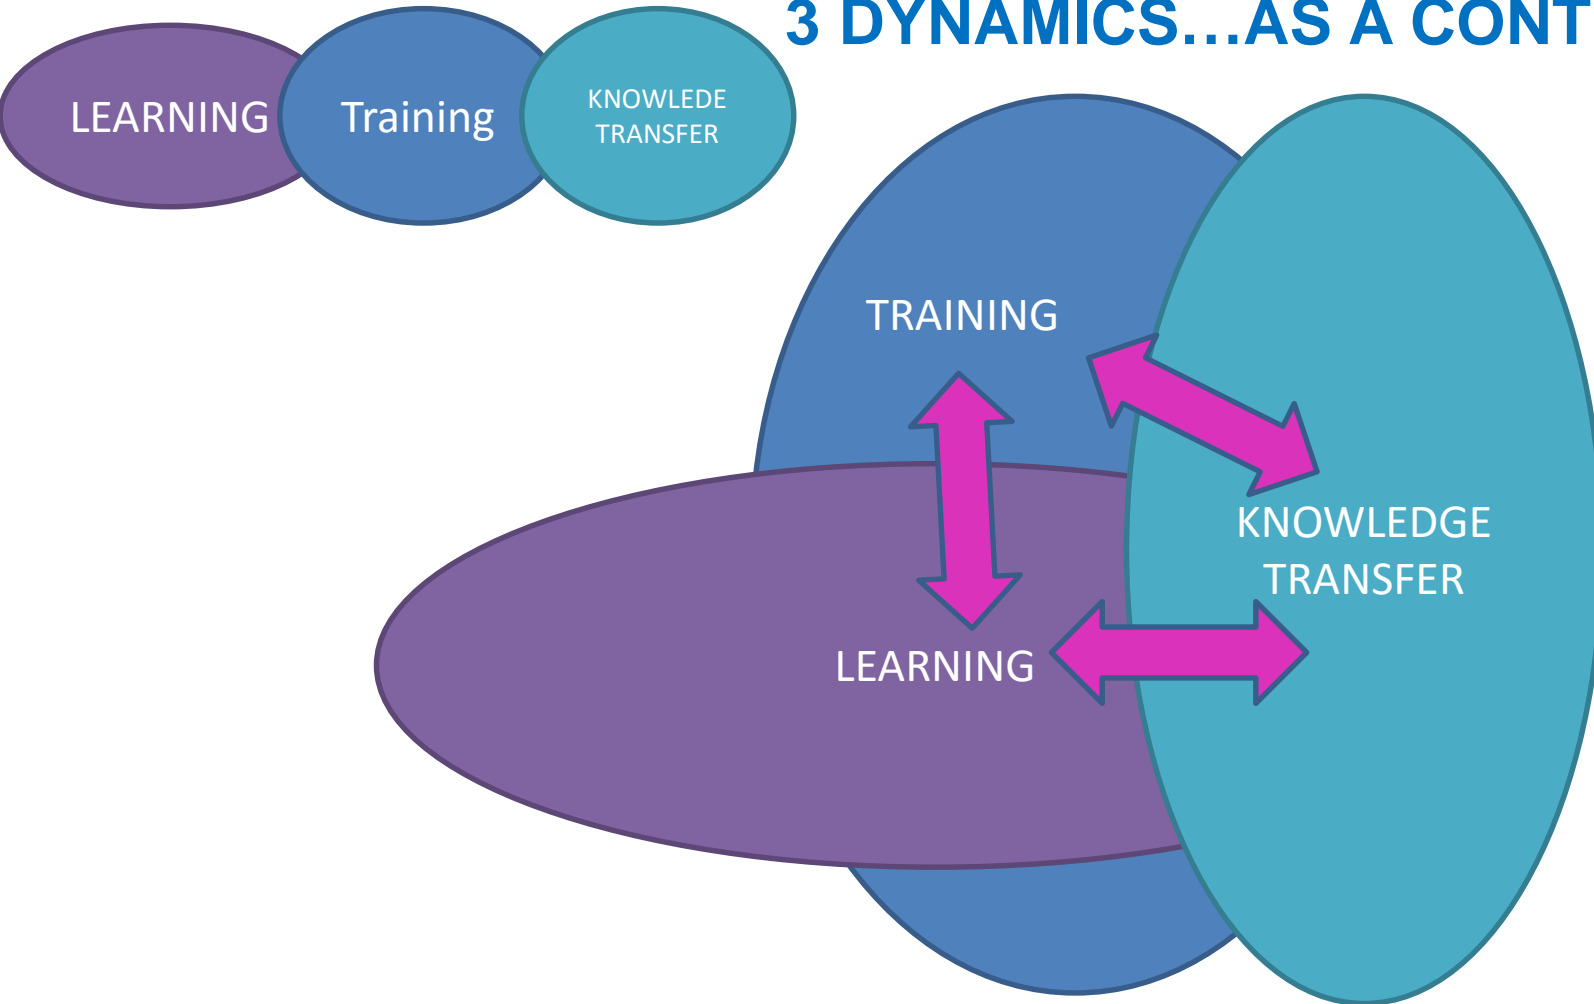 3 DYNAMICS...AS A CONT
LEARNING
Training
KNOWLEDE
TRANSFER
TRAINING
KNOWLEDGE
TRANSFER
LEARNING